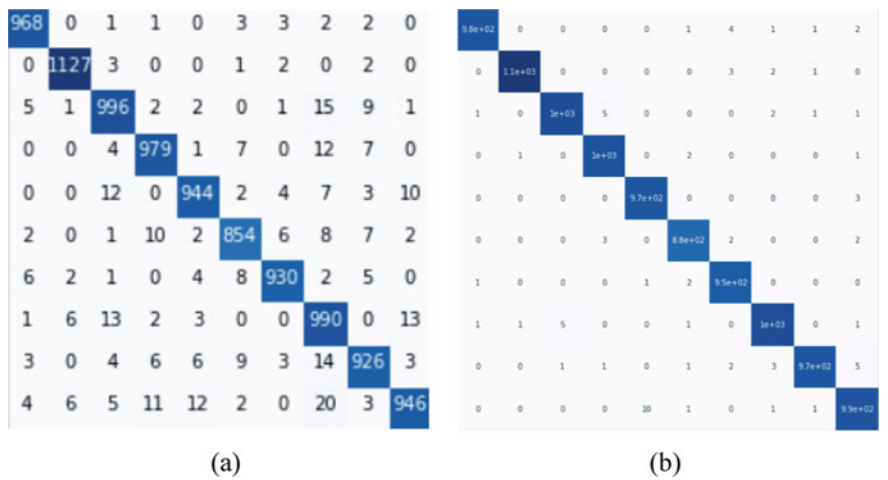 968 0 1 1 0 3 3 2 2 0
0 1127 3 0 0 1 2 0 2 0
5 1 996 2 2 0 1 15 9 1
0 0 4 979 1 7 0 12 7 0
0 0 12 0 944 2 4 7 3 10
2 0 1 10 2 854 6 8 7 2
6 2 1 0 4 8 930 2 5 0
1 6 13 2 3 0 0 990 0 13
3 0 4 6 6 9 3 14 926 3
4 6 5 11 12 2 0 20 3 946
(a)
9.8e+02 0 0 0 0 1 4 1 1 2
0 1.1e+03 0 0 0 0 3 2 1 0
1 0 1e+03 5 0 0 0 2 1 1
0 1 0 1e+03 0 2 0 0 0 1
0 0 0 0 9.7e+02 0 0 0 0 3
0 0 0 3 0 8.8e+02 2 0 0 2
1 0 0 0 1 2 9.5e+02 0 0 0
1 1 5 0 0 1 0 1e+03 0 1
0 0 1 1 0 1 2 3 9.7e+02 5
0 0 0 0 10 1 0 1 1 9.9e+02
(b)